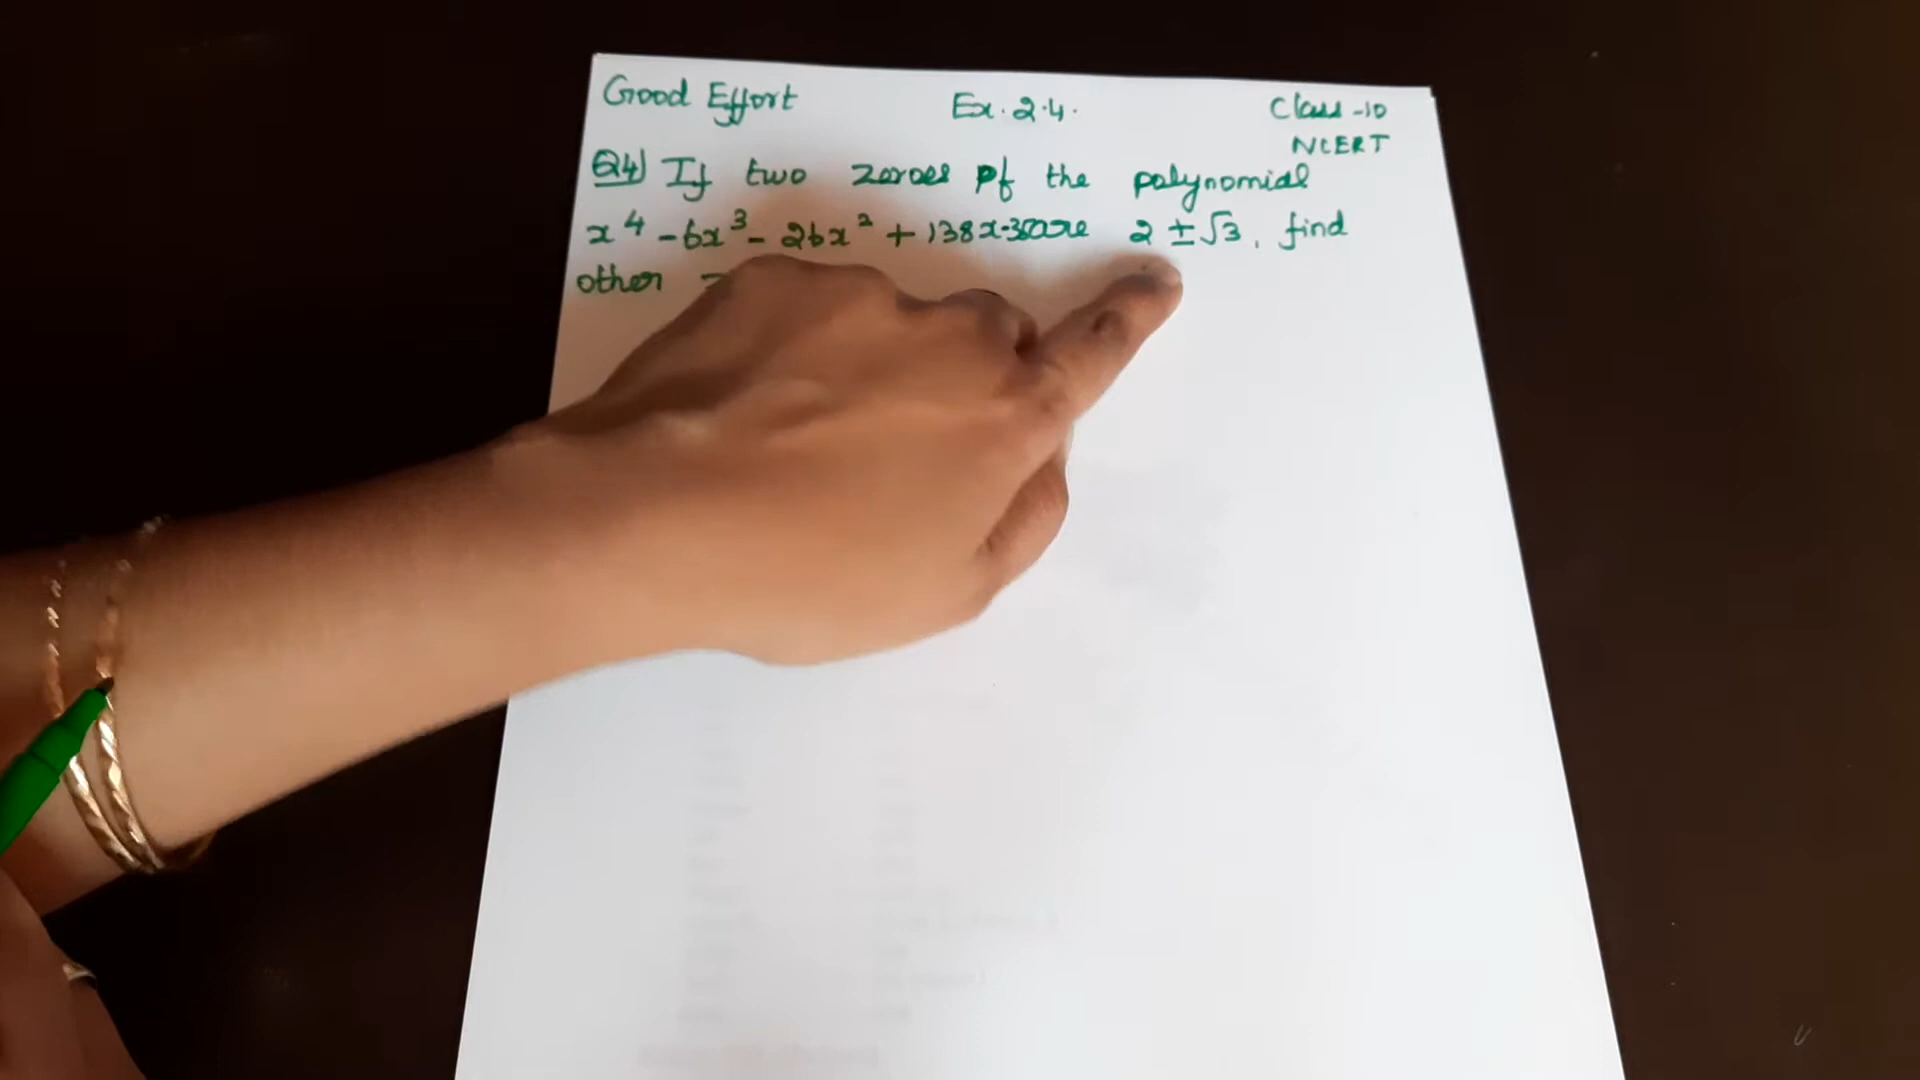 Good Effort Ex. 2.4. Class -10
NCERT
Q4) If two zeroes of the polynomial
x⁴ - 6x³ - 26x² + 138x - 35 are 2 ± √3, find
other